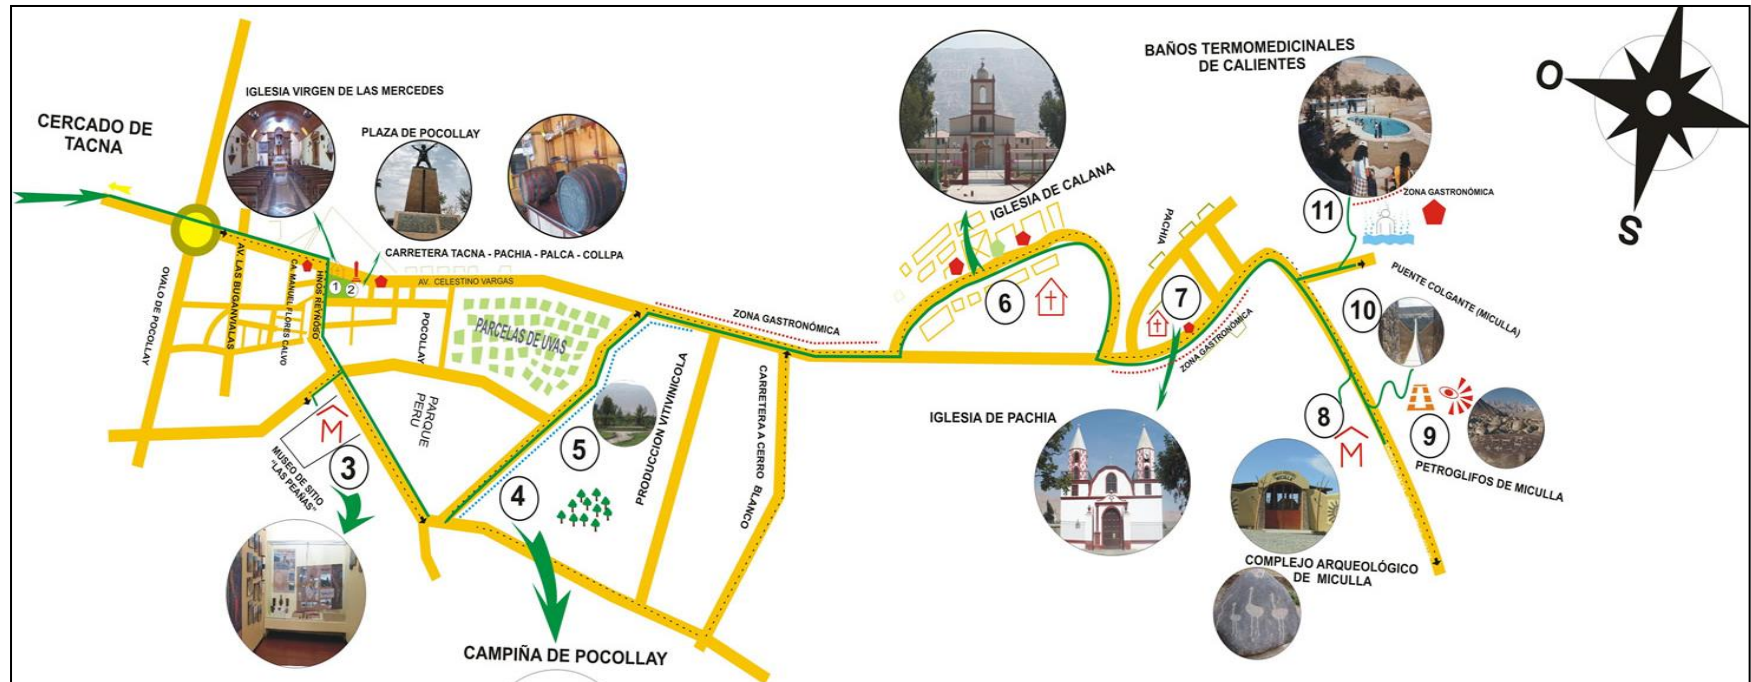 IGLESIA VIRGEN DE LAS MERCEDES
CERCADO DE
TACNA
PLAZA DE POCOLLAY
CARRETERA TACNA - PACHIA - PALCA - COLLPA
AV. CELESTINO VARGAS
OVALO DE POCOLLAY
AV. LAS BUGANVIALAS
CA. MANUEL FLORES CALVO
HNOS REYNOSO
1
2
POCOLLAY
PARCELAS DE UVAS
PARQUE
PERU
MUSEO DE SITIO
"LAS PEAÑAS"
M
3
4
5
CAMPIÑA DE POCOLLAY
ZONA GASTRONÓMICA
PRODUCCION VITIVINICOLA
CARRETERA A CERRO BLANCO
IGLESIA DE CALANA
6
PACHIA
7
ZONA GASTRONÓMICA
IGLESIA DE PACHIA
BAÑOS TERMOMEDICINALES
DE CALIENTES
11
ZONA GASTRONÓMICA
PUENTE COLGANTE (MICULLA)
10
8
M
9
PETROGLIFOS DE MICULLA
COMPLEJO ARQUEOLÓGICO
DE MICULLA
O
S